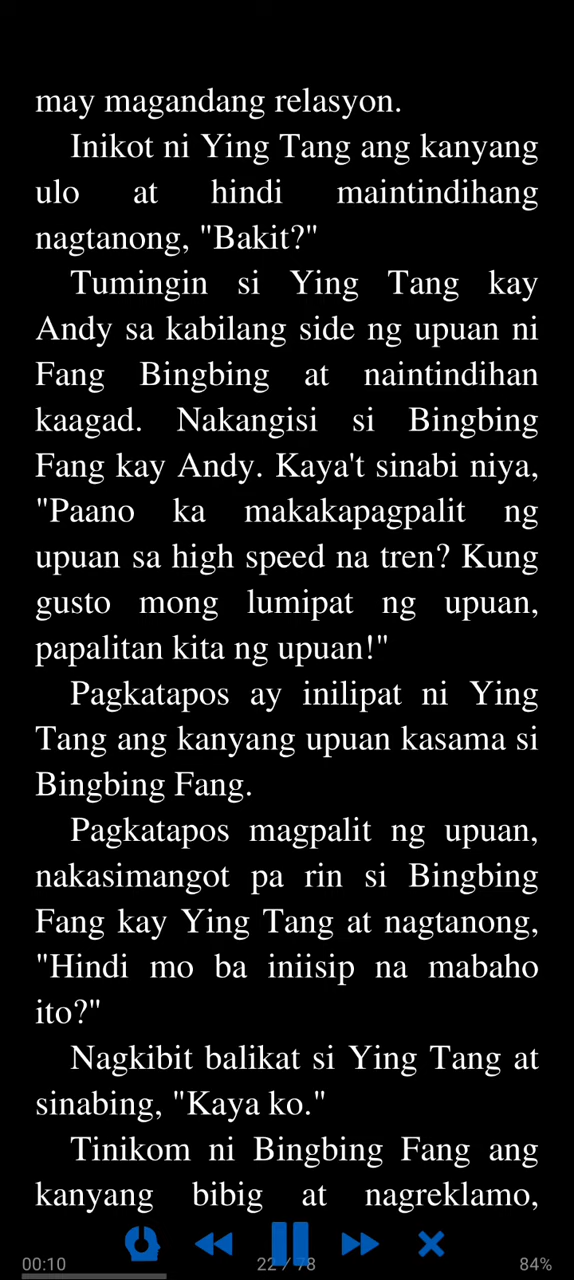 may magandang relasyon.
Inikot ni Ying Tang ang kanyang
ulo at hindi maintindihang
nagtanong, "Bakit?"
Tumingin si Ying Tang kay
Andy sa kabilang side ng upuan ni
Fang Bingbing at naintindihan
kaagad. Nakangisi si Bingbing
Fang kay Andy. Kaya't sinabi niya,
"Paano ka makakapagpalit ng
upuan sa high speed na tren? Kung
gusto mong lumipat ng upuan,
papalitan kita ng upuan!"
Pagkatapos ay inilipat ni Ying
Tang ang kanyang upuan kasama si
Bingbing Fang.
Pagkatapos magpalit ng upuan,
nakasimangot pa rin si Bingbing
Fang kay Ying Tang at nagtanong,
"Hindi mo ba iniisip na mabaho
ito?"
Nagkibit balikat si Ying Tang at
sinabing, "Kaya ko."
Tinikom ni Bingbing Fang ang
kanyang bibig at nagreklamo,
00:10 22 / 78 84%